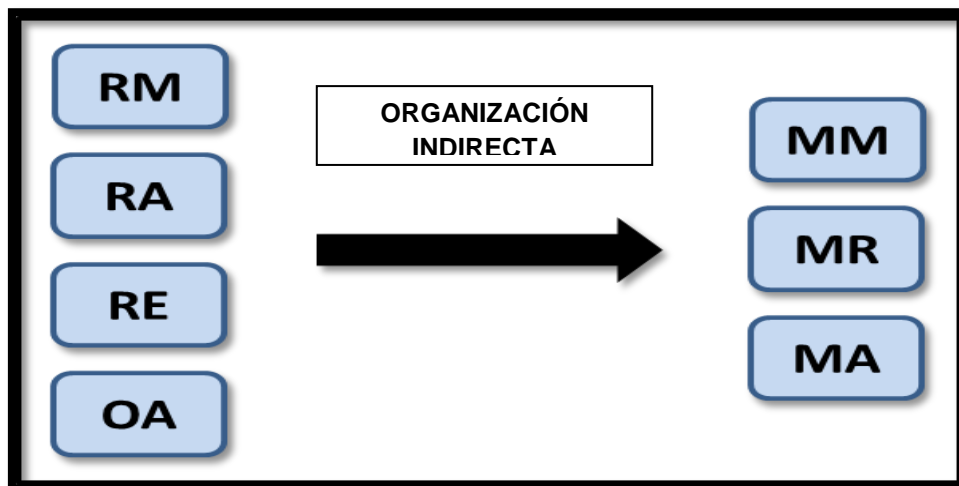 RM
RA
RE
OA
ORGANIZACIÓN
INDIRECTA
MM
MR
MA